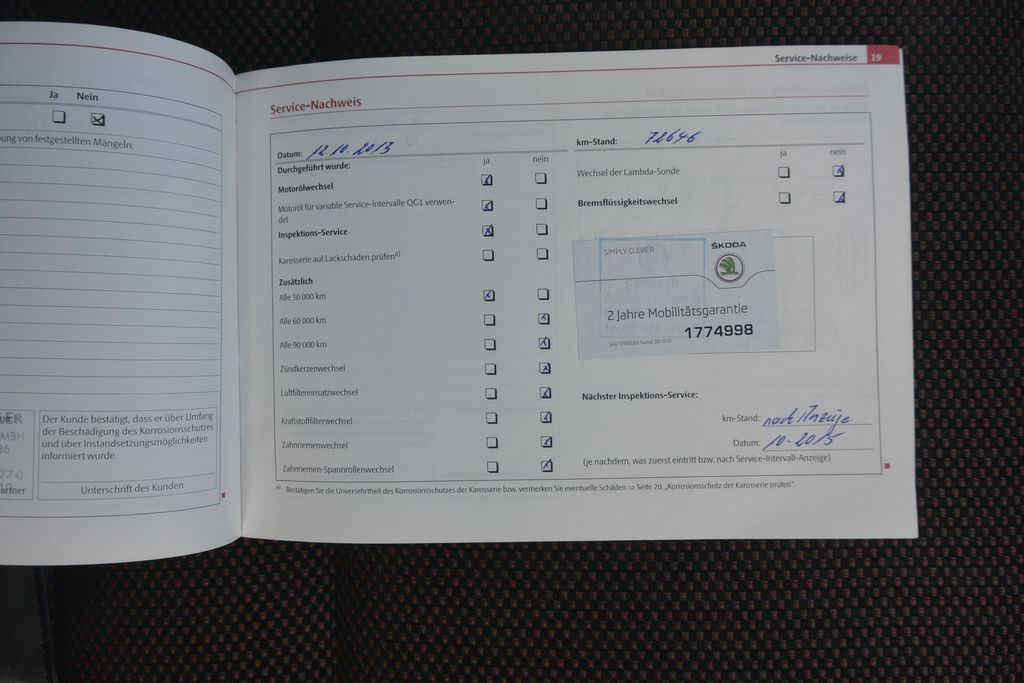 Ja Nein
ung von festgestellten Mängeln:
Der Kunde bestätigt, dass er über Umfang
der Beschädigung des Korrosionsschutzes
und über Instandsetzungsmöglichkeiten
informiert wurde.
Unterschrift des Kunden
Service-Nachweise 19
Service-Nachweis
Datum: 12.10.2013
Durchgeführt wurde: ja nein
Motorölwechsel
Motoröl für variable Service-Intervalle QG1 verwen-
det
Inspektions-Service
Karosserie auf Lackschäden prüfen a)
Zusätzlich
Alle 30 000 km
Alle 60 000 km
Alle 90 000 km
Zündkerzenwechsel
Luftfiltereinsatzwechsel
Kraftstofffilterwechsel
Zahnriemenwechsel
Zahnriemen-Spannrollenwechsel
km-Stand: 72646
ja nein
Wechsel der Lambda-Sonde
Bremsflüssigkeitswechsel
SIMPLY CLEVER
ŠKODA
2 Jahre Mobilitätsgarantie
1774998
Nächster Inspektions-Service:
km-Stand: nach Anzeige
Datum: 10-2015
(je nachdem, was zuerst eintritt bzw. nach Service-Intervall-Anzeige)
a) Bestätigen Sie die Unversehrtheit des Korrosionsschutzes der Karosserie bzw. vermerken Sie eventuelle Schäden ⇒ Seite 20, „Korrosionsschutz der Karosserie prüfen“.